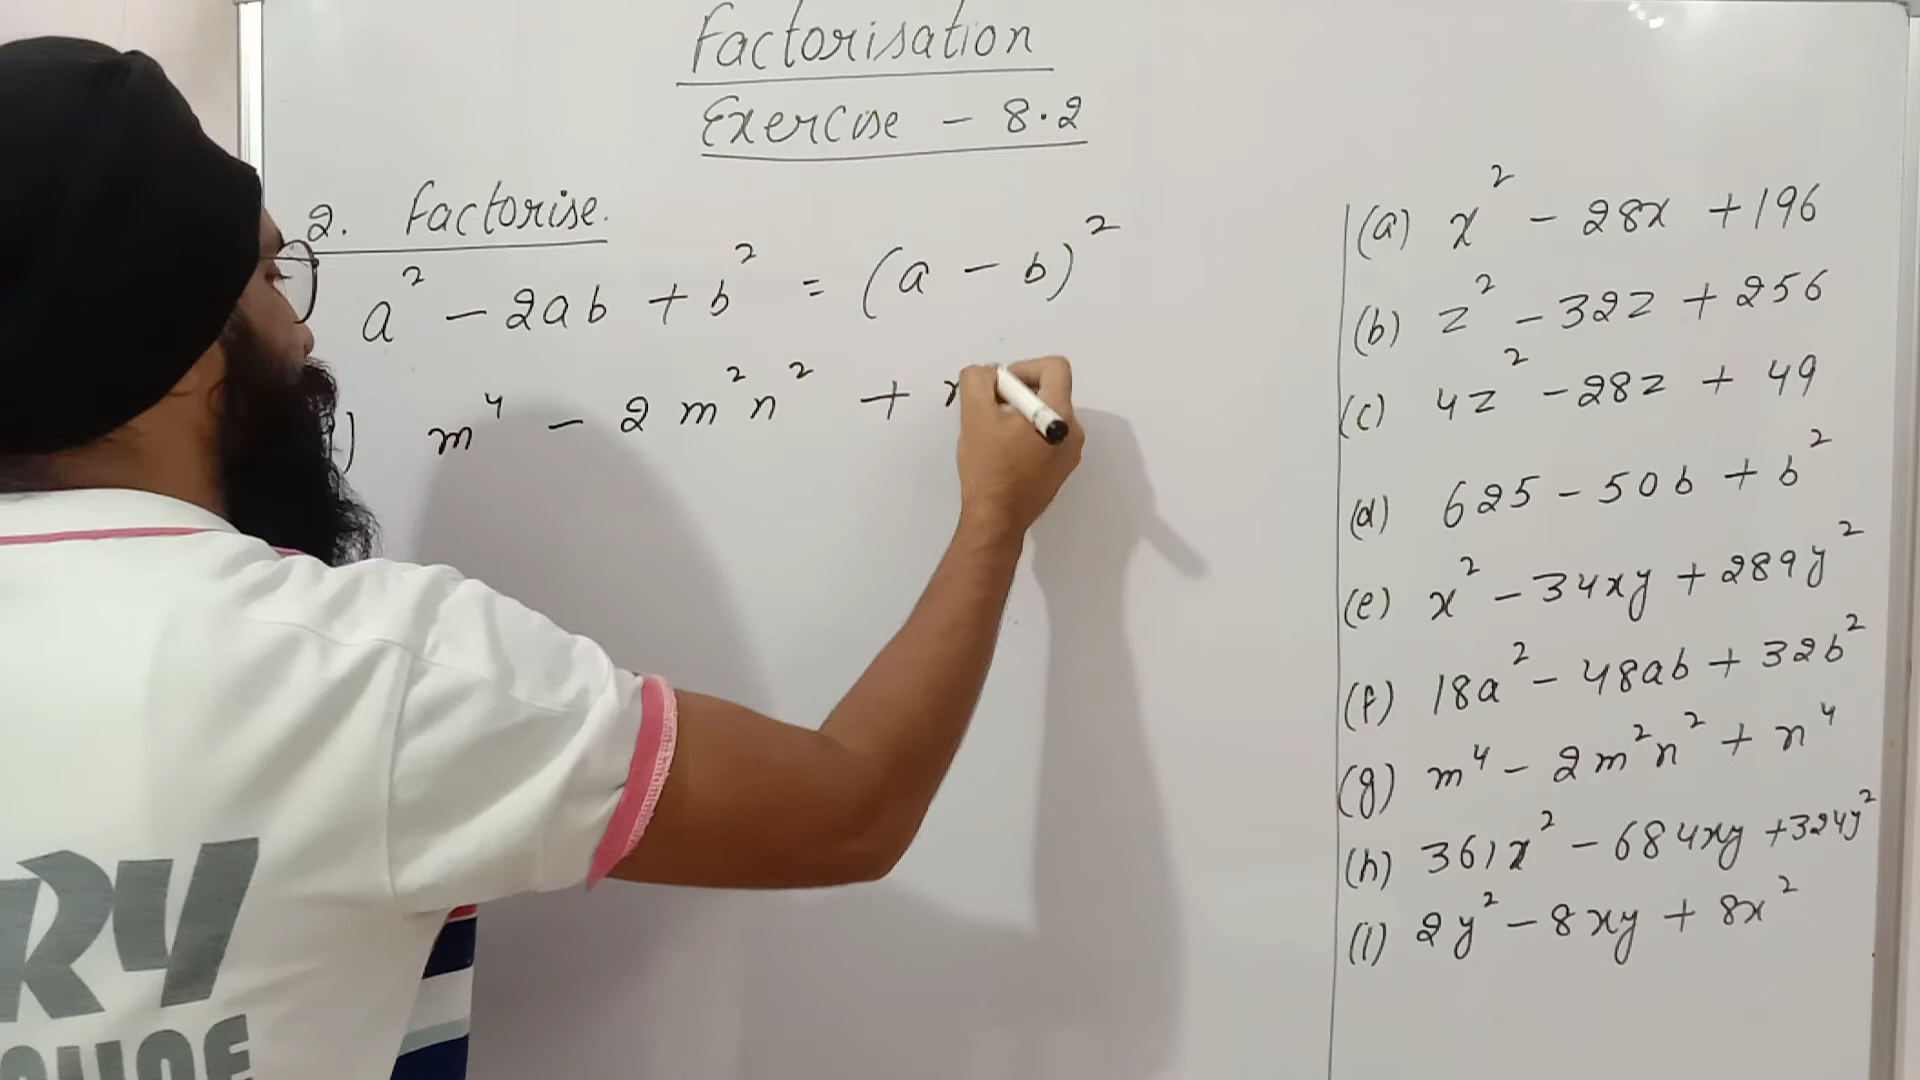 Factorisation
Exercise - 8.2
2. Factorise.
a² - 2ab + b² = (a - b)²
) m⁴ - 2m²n² +
(a) x² - 28x + 196
(b) z² - 32z + 256
(c) 4z² - 28z + 49
(d) 625 - 50b + b²
(e) x² - 34xy + 289y²
(f) 18a² - 48ab + 32b²
(g) m⁴ - 2m²n² + n⁴
(h) 361x² - 684xy + 324y²
(i) 2y² - 8xy + 8x²
RY